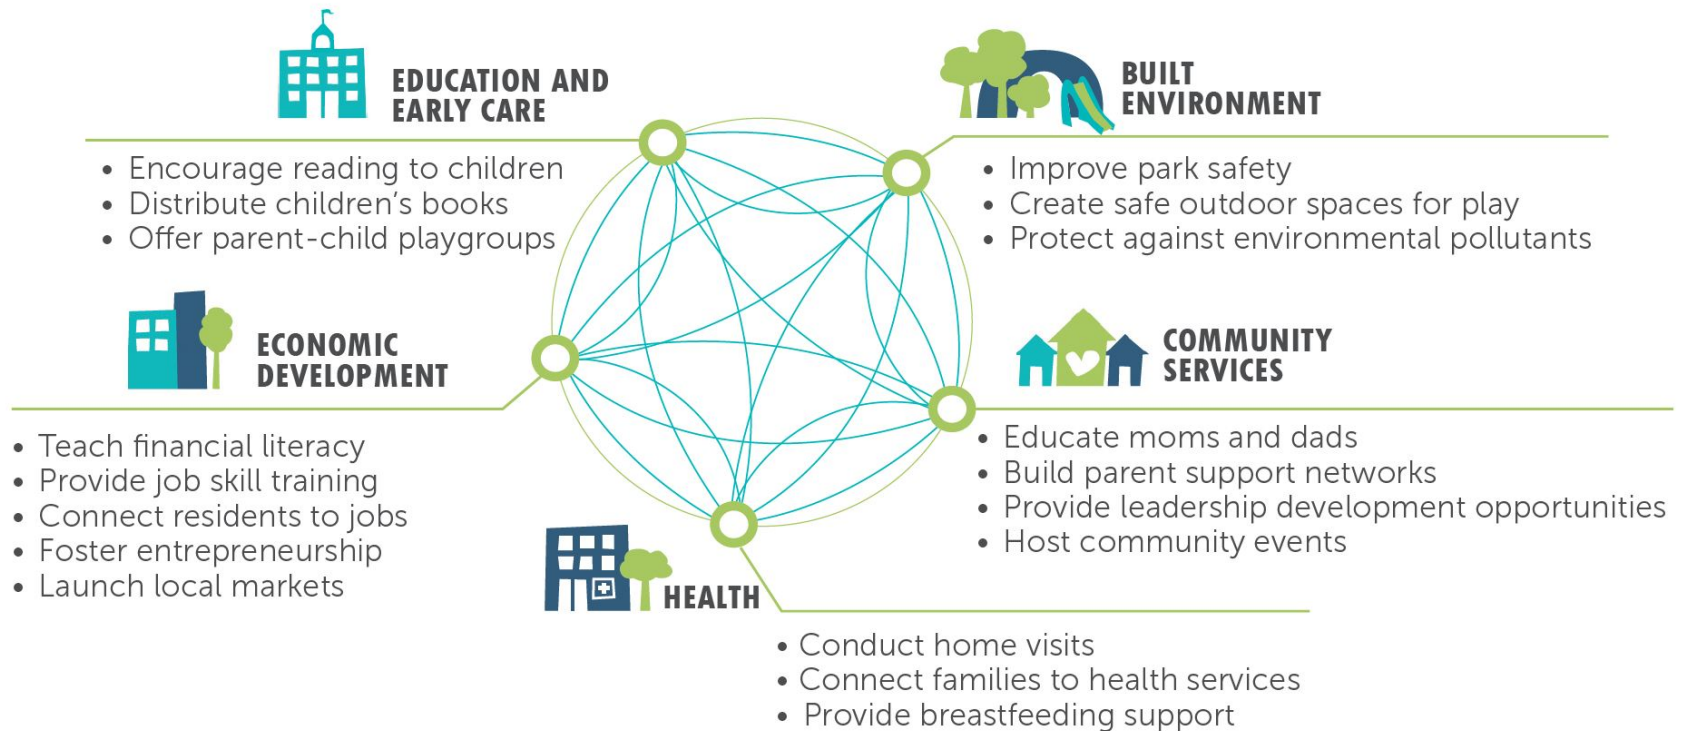 EDUCATION AND
EARLY CARE
• Encourage reading to children
• Distribute children’s books
• Offer parent-child playgroups
BUILT
ENVIRONMENT
• Improve park safety
• Create safe outdoor spaces for play
• Protect against environmental pollutants
ECONOMIC
DEVELOPMENT
• Teach financial literacy
• Provide job skill training
• Connect residents to jobs
• Foster entrepreneurship
• Launch local markets
COMMUNITY
SERVICES
• Educate moms and dads
• Build parent support networks
• Provide leadership development opportunities
• Host community events
HEALTH
• Conduct home visits
• Connect families to health services
• Provide breastfeeding support